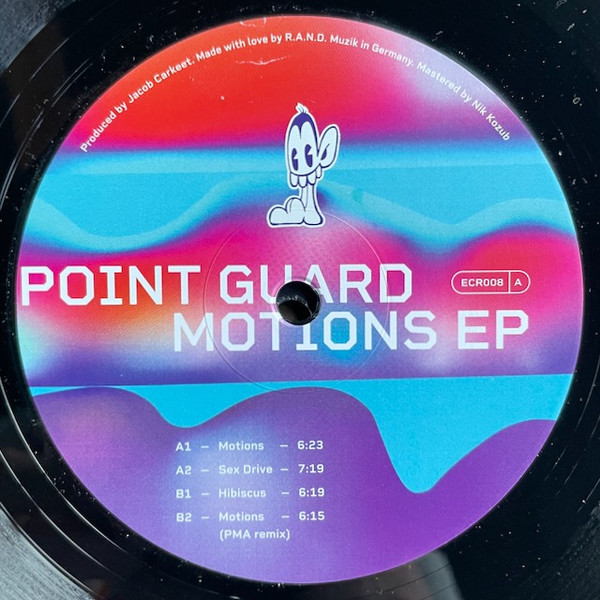 Produced by Jacob Carkeet. Made with love by R.A.N.D. Muzik in Germany. Mastered by Nik Kozub
POINT GUARD
ECR008 A
MOTIONS EP
A1 – Motions – 6:23
A2 – Sex Drive – 7:19
B1 – Hibiscus – 6:19
B2 – Motions – 6:15
(PMA remix)